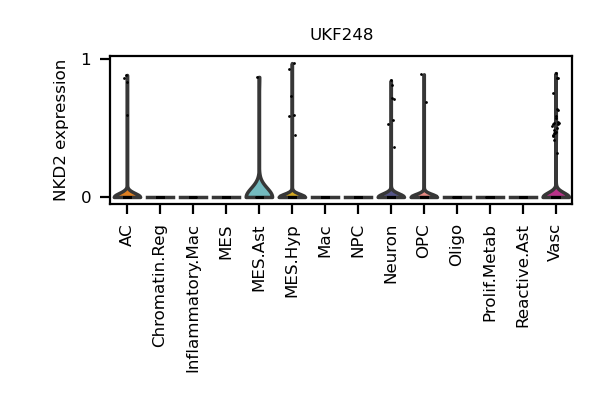 UKF248
NKD2 expression
1
0
AC
Chromatin.Reg
Inflammatory.Mac
MES
MES.Ast
MES.Hyp
Mac
NPC
Neuron
OPC
Oligo
Prolif.Metab
Reactive.Ast
Vasc